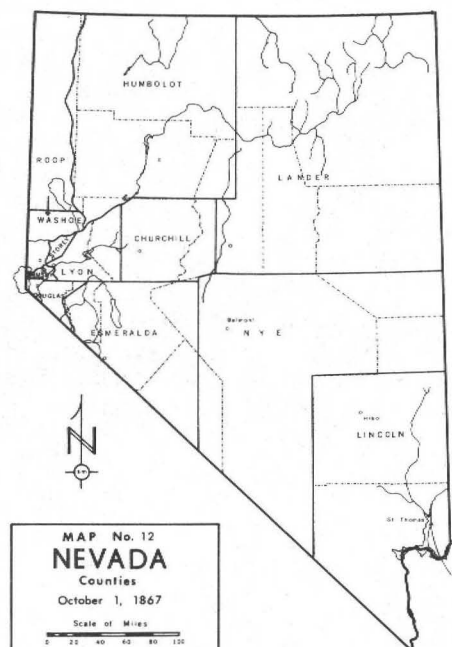 HUMBOLDT
ROOP
LANDER
WASHOE
STOREY
CHURCHILL
LYON
DOUGLAS
ESMERALDA
Belmont
NYE
Hiko
LINCOLN
St Thomas
N
MAP No. 12
NEVADA
Counties
October 1, 1867
Scale of Miles
0 20 40 60 80 100